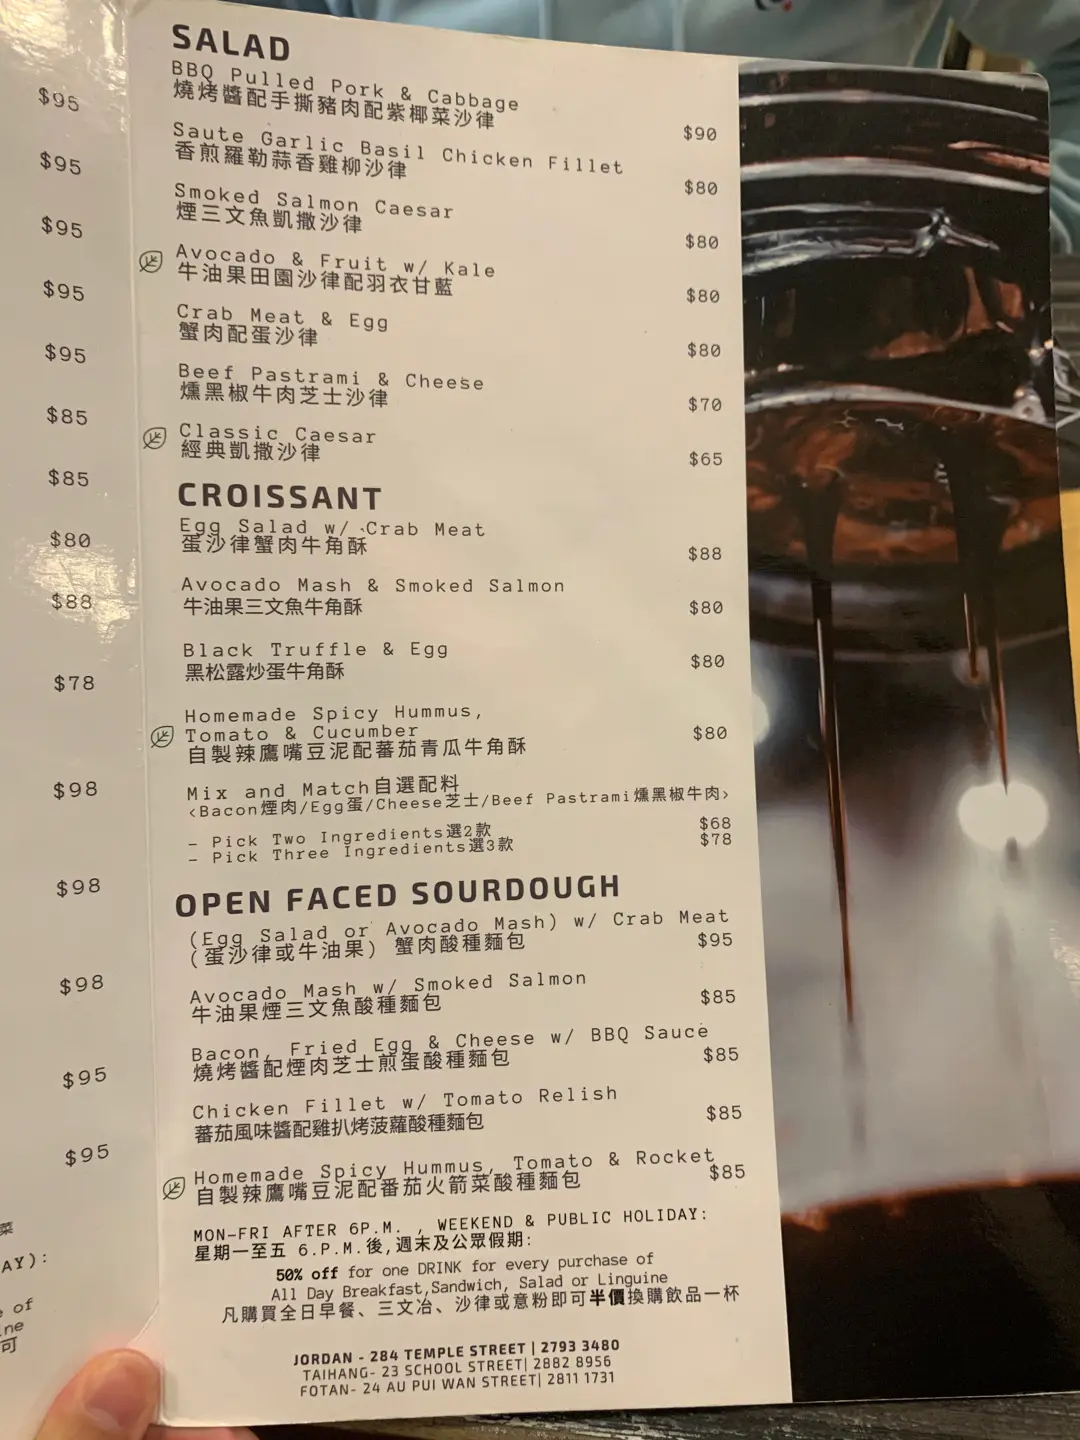 $95
$95
$95
$95
$95
$85
$85
$80
$88
$78
$98
$98
$98
$95
$95
菜
AY):
of
ne
可
SALAD
BBQ Pulled Pork & Cabbage
燒烤醬配手撕豬肉配紫椰菜沙律
$90
Saute Garlic Basil Chicken Fillet
香煎羅勒蒜香雞柳沙律
$80
Smoked Salmon Caesar
煙三文魚凱撒沙律
$80
Avocado & Fruit w/ Kale
牛油果田園沙律配羽衣甘藍
$80
Crab Meat & Egg
蟹肉配蛋沙律
$80
Beef Pastrami & Cheese
燻黑椒牛肉芝士沙律
$70
Classic Caesar
經典凱撒沙律
$65
CROISSANT
Egg Salad w/ Crab Meat
蛋沙律蟹肉牛角酥
$88
Avocado Mash & Smoked Salmon
牛油果三文魚牛角酥
$80
Black Truffle & Egg
黑松露炒蛋牛角酥
$80
Homemade Spicy Hummus,
Tomato & Cucumber
自製辣鷹嘴豆泥配蕃茄青瓜牛角酥
$80
Mix and Match自選配料
<Bacon煙肉/Egg蛋/Cheese芝士/Beef Pastrami燻黑椒牛肉>
- Pick Two Ingredients選2款 $68
- Pick Three Ingredients選3款 $78
OPEN FACED SOURDOUGH
(Egg Salad or Avocado Mash) w/ Crab Meat
(蛋沙律或牛油果) 蟹肉酸種麵包
$95
Avocado Mash w/ Smoked Salmon
牛油果煙三文魚酸種麵包
$85
Bacon, Fried Egg & Cheese w/ BBQ Sauce
燒烤醬配煙肉芝士煎蛋酸種麵包
$85
Chicken Fillet w/ Tomato Relish
蕃茄風味醬配雞扒烤菠蘿酸種麵包
$85
Homemade Spicy Hummus, Tomato & Rocket
自製辣鷹嘴豆泥配番茄火箭菜酸種麵包
$85
MON-FRI AFTER 6P.M. , WEEKEND & PUBLIC HOLIDAY:
星期一至五 6.P.M.後,週末及公眾假期:
50% off for one DRINK for every purchase of
All Day Breakfast,Sandwich, Salad or Linguine
凡購買全日早餐、三文冶、沙律或意粉即可半價換購飲品一杯
JORDAN - 284 TEMPLE STREET | 2793 3480
TAIHANG- 23 SCHOOL STREET| 2882 8956
FOTAN- 24 AU PUI WAN STREET| 2811 1731